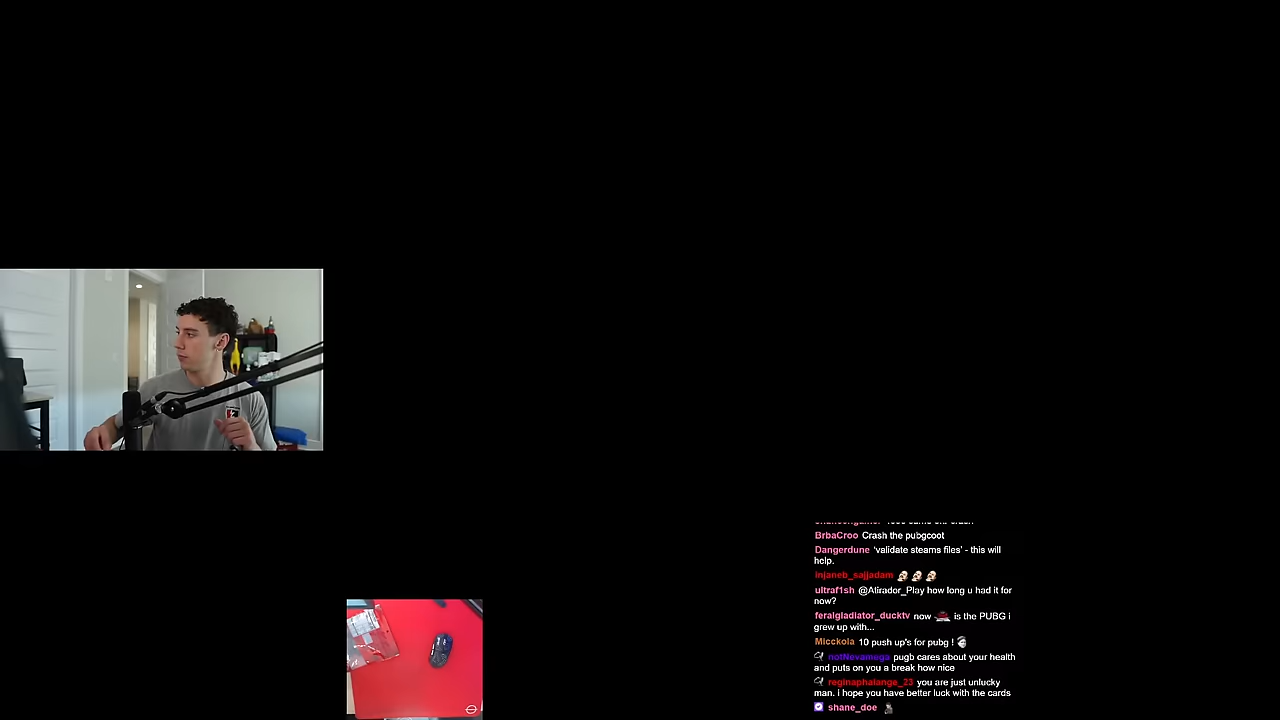 BrbaCroo Crash the pubgcoot
Dangerdune 'validate steams files' - this will
help.
injaneb_sajjadam
ultraf1sh @Alirador_Play how long u had it for
now?
feralgladiator_ducktv now is the PUBG i
grew up with...
Micckola 10 push up's for pubg !
notNevamega pugb cares about your health
and puts on you a break how nice
reginaphalange_23 you are just unlucky
man. i hope you have better luck with the cards
shane_doe